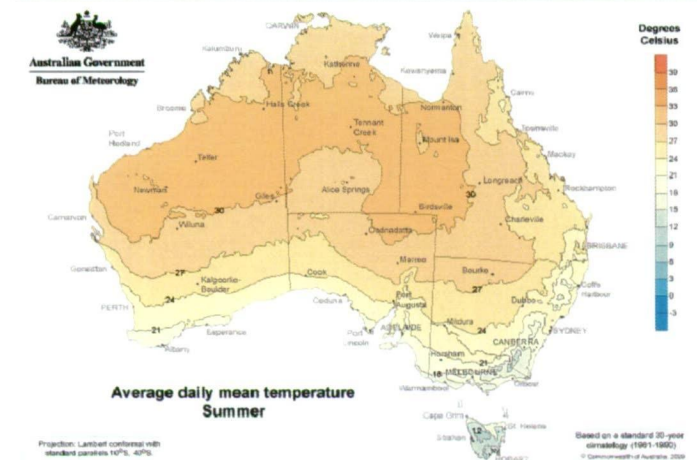 Australian Government
Bureau of Meteorology
Degrees
Celsius
39
36
33
30
27
24
21
18
15
12
9
6
3
0
-3
DARWIN
Weipa
Kalumburu
Katherine
Kowanyama
Broome
Halls Creek
Normanton
Cairns
Port
Hedland
Tennant
Creek
Mount Isa
Townsville
Telfer
Mackay
Newman
Giles
Alice Springs
Longreach
Rockhampton
30
30
Birdsville
Carnarvon
Wiluna
Oodnadatta
Charleville
BRISBANE
Geraldton
27
Cook
Marree
Bourke
Kalgoorlie-
Boulder
27
Coffs
Harbour
24
PERTH
Ceduna
Port
Augusta
Dubbo
21
Esperance
Port
Lincoln
ADELAIDE
Mildura
24
SYDNEY
Albany
CANBERRA
Horsham
21
18
MELBOURNE
Warrnambool
Orbost
Average daily mean temperature
Summer
Cape Grim
St. Helens
12
Strahan
HOBART
Projection: Lambert conformal with
standard parallels 10°S, 40°S.
Based on a standard 30-year
climatology (1961-1990)
© Commonwealth of Australia, 2009